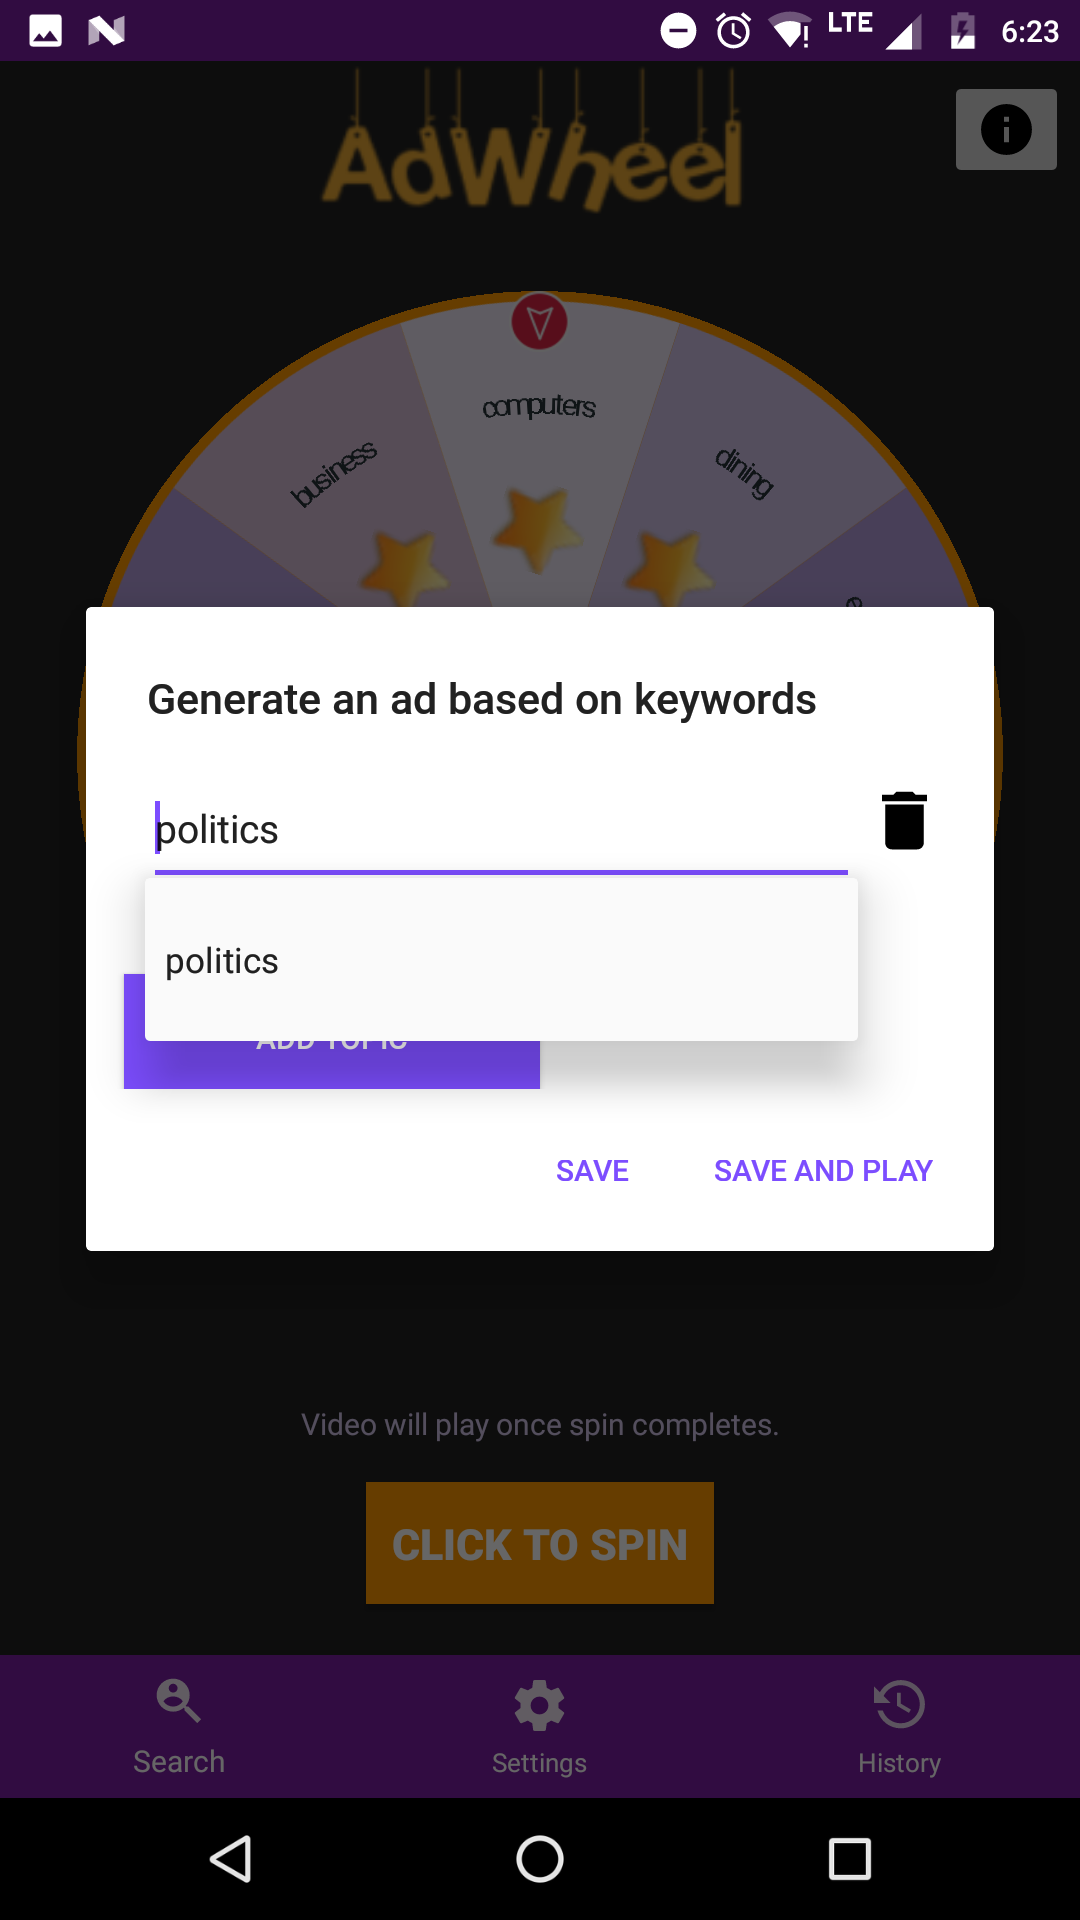 LTE 6:23
AdWheel
computers
business
dining
e
Generate an ad based on keywords
politics
politics
ADD TOPIC
SAVE SAVE AND PLAY
Video will play once spin completes.
CLICK TO SPIN
Search Settings History